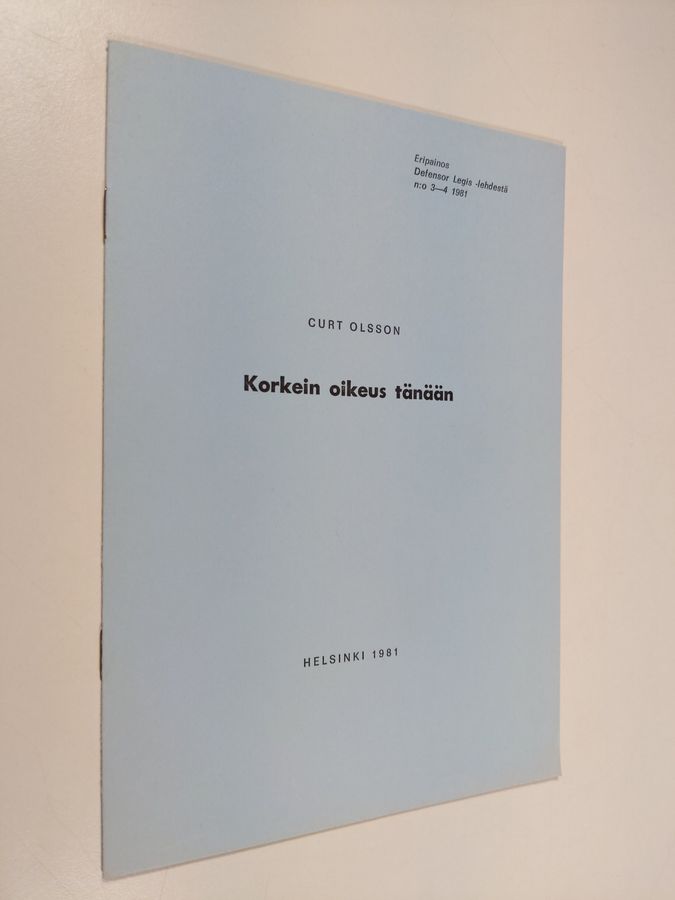 Eripainos
Defensor Legis -lehdestä
n:o 3—4 1981
CURT OLSSON
Korkein oikeus tänään
HELSINKI 1981